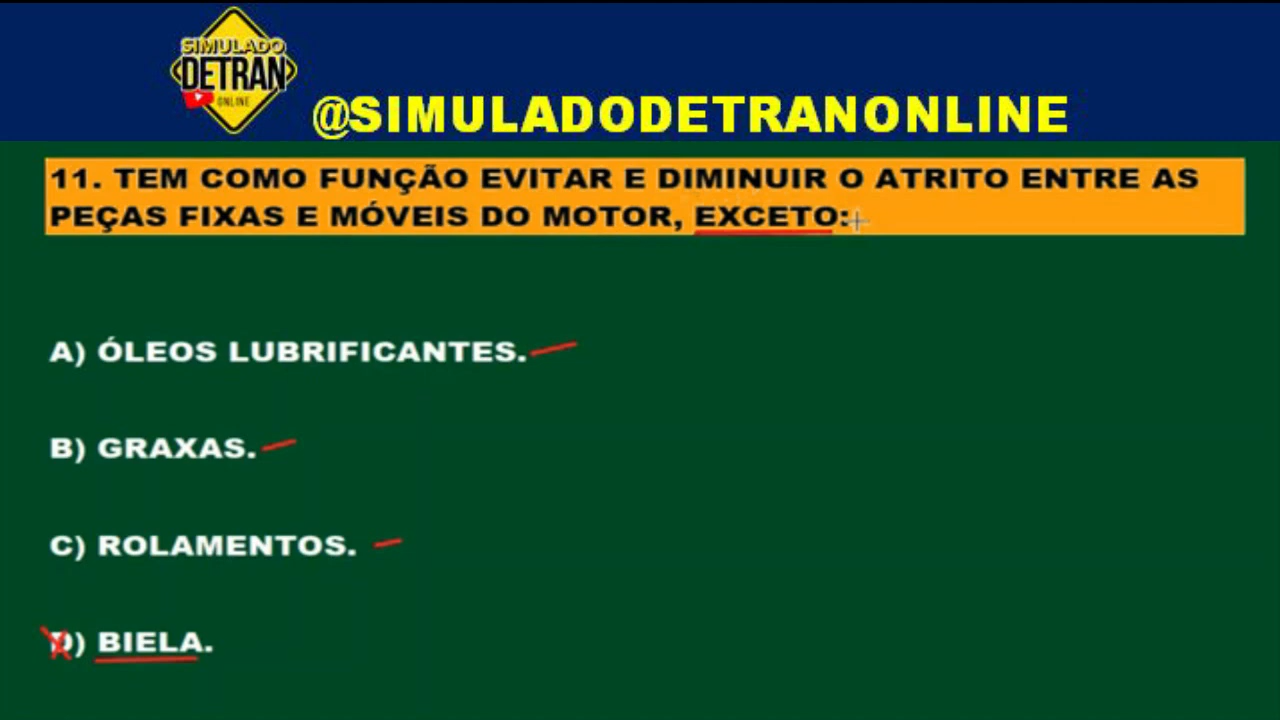 SIMULADO
DETRAN
ONLINE
@SIMULADODETRANONLINE
11. TEM COMO FUNÇÃO EVITAR E DIMINUIR O ATRITO ENTRE AS
PEÇAS FIXAS E MÓVEIS DO MOTOR, EXCETO:
A) ÓLEOS LUBRIFICANTES.
B) GRAXAS.
C) ROLAMENTOS.
D) BIELA.